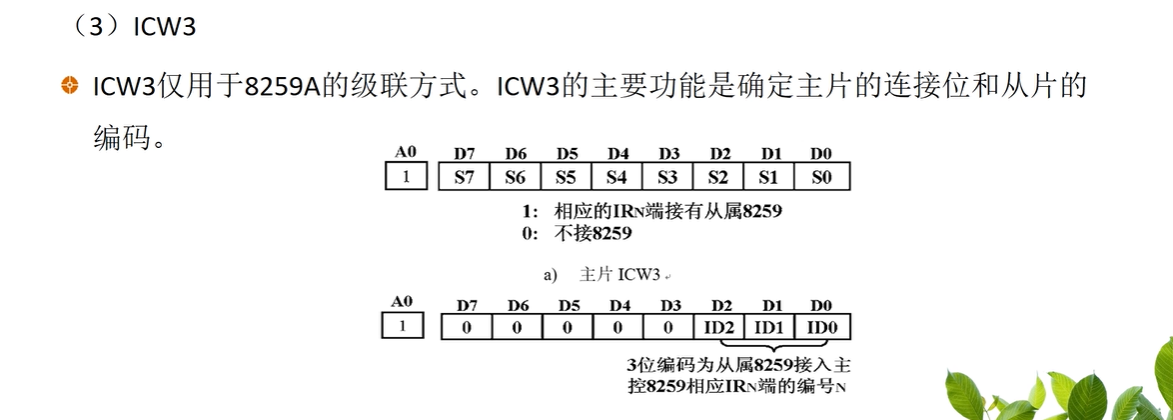 （3）ICW3
ICW3仅用于8259A的级联方式。ICW3的主要功能是确定主片的连接位和从片的
编码。
A0 D7 D6 D5 D4 D3 D2 D1 D0
1 S7 S6 S5 S4 S3 S2 S1 S0
1: 相应的IRN端接有从属8259
0: 不接8259
a) 主片 ICW3
A0 D7 D6 D5 D4 D3 D2 D1 D0
1 0 0 0 0 0 ID2 ID1 ID0
3位编码为从属8259接入主
控8259相应IRN端的编号N